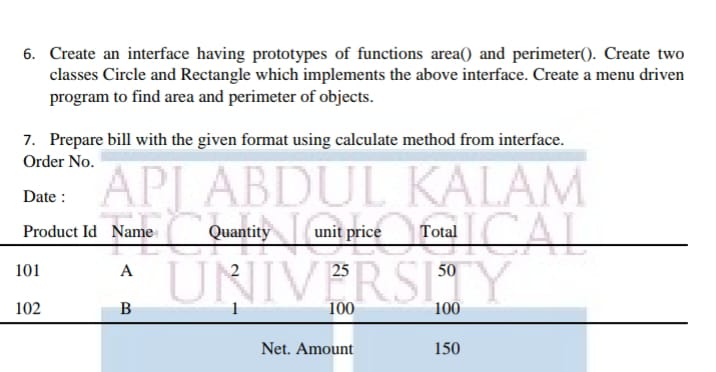 6. Create an interface having prototypes of functions area() and perimeter(). Create two
classes Circle and Rectangle which implements the above interface. Create a menu driven
program to find area and perimeter of objects.
7. Prepare bill with the given format using calculate method from interface.
Order No.
API ABDUL KALAM
Date :
TECHNOLOGICAL
Product Id Name Quantity unit price Total
UNIVERSITY
101 A 2 25 50
102 B 1 100 100
Net. Amount 150